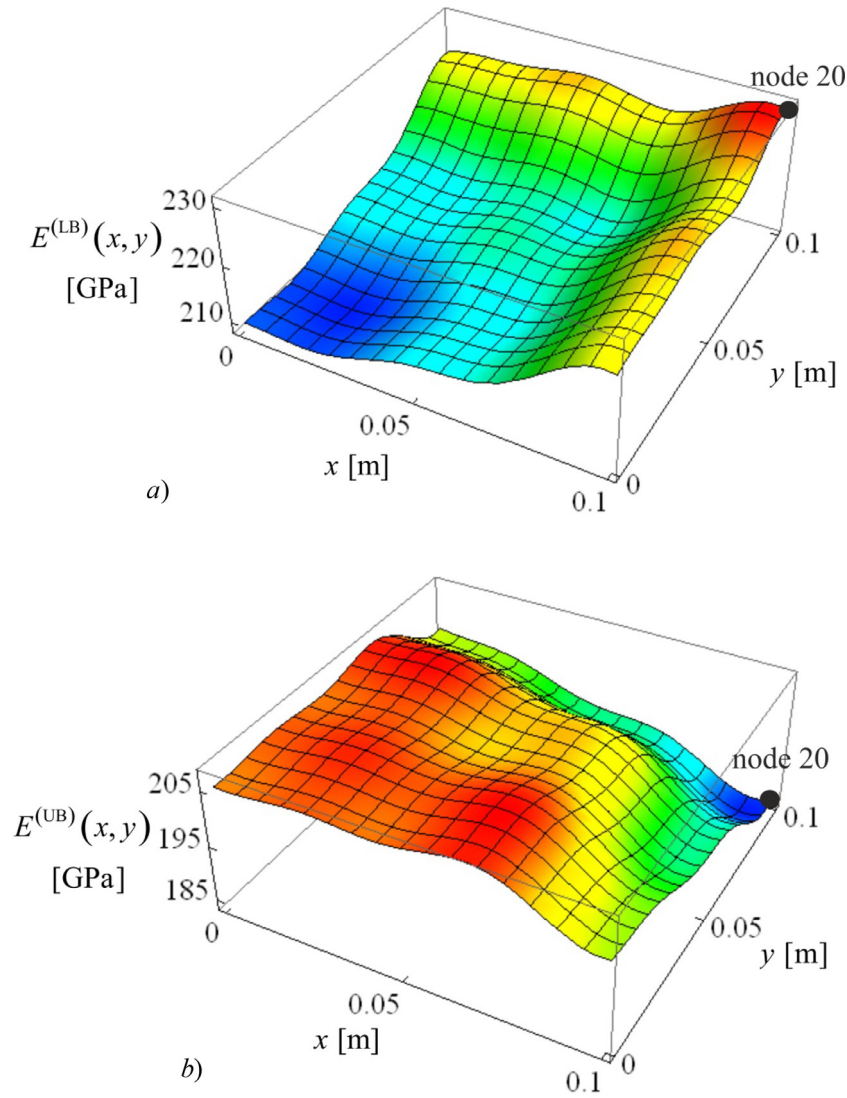 node 20
230
E^(LB)(x, y)
220
[GPa]
210
0
0.1
0.05
y [m]
0.05
x [m]
0
0.1
a)
node 20
205
0.1
E^(UB)(x, y)
195
[GPa]
185
0
0.05
y [m]
0.05
x [m]
0
0.1
b)